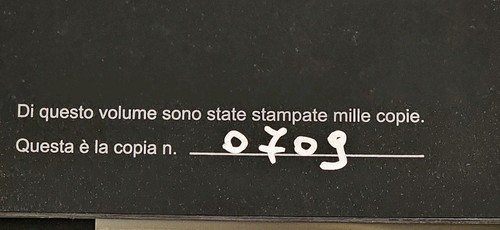 Di questo volume sono state stampate mille copie.
Questa è la copia n. 0709